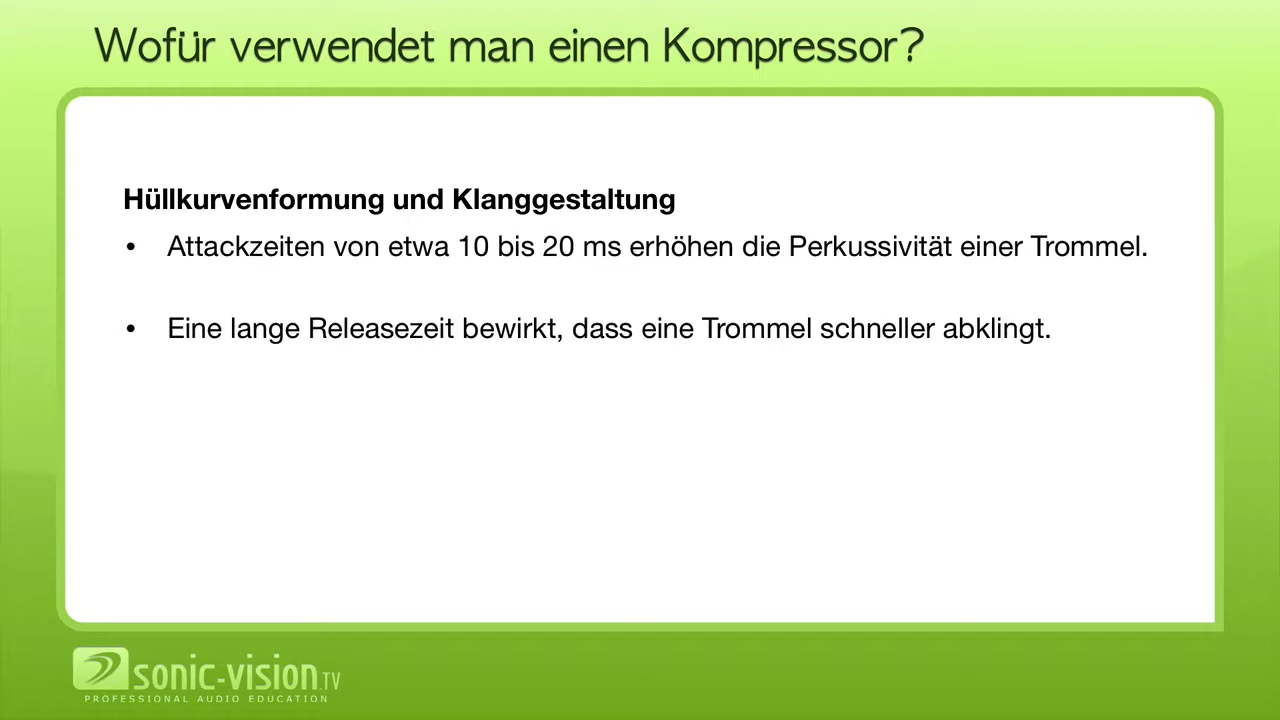 Wofür verwendet man einen Kompressor?
Hüllkurvenformung und Klanggestaltung
• Attackzeiten von etwa 10 bis 20 ms erhöhen die Perkussivität einer Trommel.
• Eine lange Releasezeit bewirkt, dass eine Trommel schneller abklingt.
sonic-vision.TV
PROFESSIONAL AUDIO EDUCATION